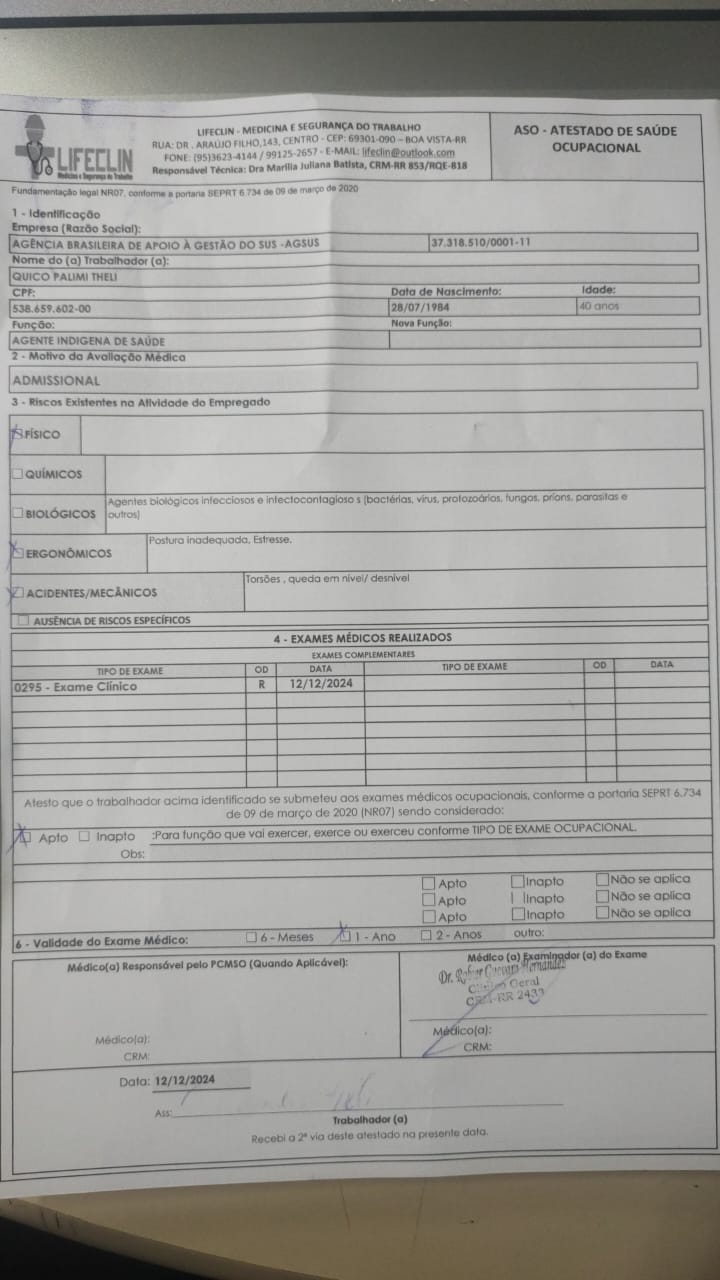 LIFECLIN
Medicina e Segurança do Trabalho
LIFECLIN - MEDICINA E SEGURANÇA DO TRABALHO
RUA: DR . ARAÚJO FILHO,143, CENTRO - CEP: 69301-090 – BOA VISTA-RR
FONE: (95)3623-4144 / 99125-2657 - E-MAIL: lifeclin@outlook.com
Responsável Técnica: Dra Marilia Juliana Batista, CRM-RR 853/RQE-818
ASO - ATESTADO DE SAÚDE
OCUPACIONAL
Fundamentação legal NR07, conforme a portaria SEPRT 6.734 de 09 de março de 2020
1 - Identificação
Empresa (Razão Social):
AGÊNCIA BRASILEIRA DE APOIO À GESTÃO DO SUS -AGSUS 37.318.510/0001-11
Nome do (a) Trabalhador (a):
QUICO PALIMI THELI
CPF: Data de Nascimento: Idade:
538.659.602-00 28/07/1984 40 anos
Função: Nova Função:
AGENTE INDIGENA DE SAÚDE
2 - Motivo da Avaliação Médica
ADMISSIONAL
3 - Riscos Existentes na Atividade do Empregado
FÍSICO
QUÍMICOS
BIOLÓGICOS Agentes biológicos infecciosos e infectocontagioso s (bactérias, vírus, protozoários, fungos, príons, parasitas e
outros)
ERGONÔMICOS Postura inadequada, Estresse.
ACIDENTES/MECÂNICOS Torsões , queda em nível/ desnivel
AUSÊNCIA DE RISCOS ESPECÍFICOS
4 - EXAMES MÉDICOS REALIZADOS
EXAMES COMPLEMENTARES
TIPO DE EXAME OD DATA TIPO DE EXAME OD DATA
0295 - Exame Clínico R 12/12/2024
Atesto que o trabalhador acima identificado se submeteu aos exames médicos ocupacionais, conforme a portaria SEPRT 6.734
de 09 de março de 2020 (NR07) sendo considerado:
Apto Inapto :Para função que vai exercer, exerce ou exerceu conforme TIPO DE EXAME OCUPACIONAL.
Obs:
Apto Inapto Não se aplica
Apto Inapto Não se aplica
Apto Inapto Não se aplica
6 - Validade do Exame Médico: 6 - Meses 1 - Ano 2 - Anos outro:
Médico(a) Responsável pelo PCMSO (Quando Aplicável):
Médico(a):
CRM:
Médico (a) Examinador (a) do Exame
Dr. Hernandez
Clínico Geral
CRM-RR 2433
Médico(a):
CRM:
Data: 12/12/2024
Ass:
Trabalhador (a)
Recebi a 2ª via deste atestado na presente data.